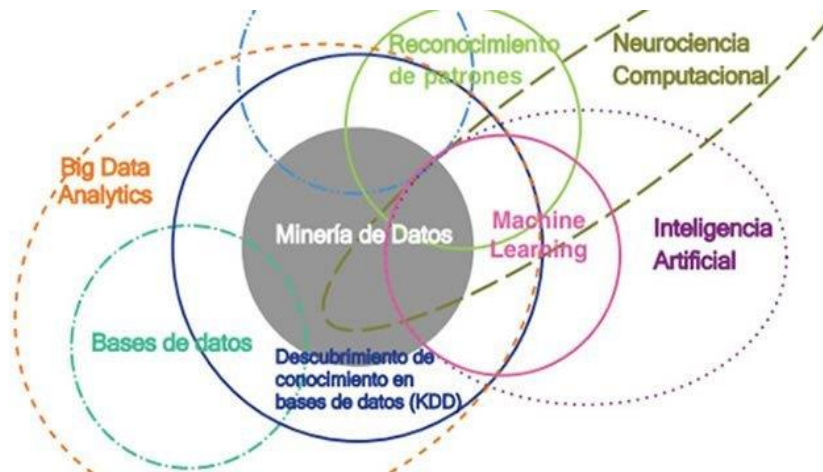 Reconocimiento
de patrones
Neurociencia
Computacional
Big Data
Analytics
Minería de Datos
Machine
Learning
Inteligencia
Artificial
Bases de datos
Descubrimiento de
conocimiento en
bases de datos (KDD)